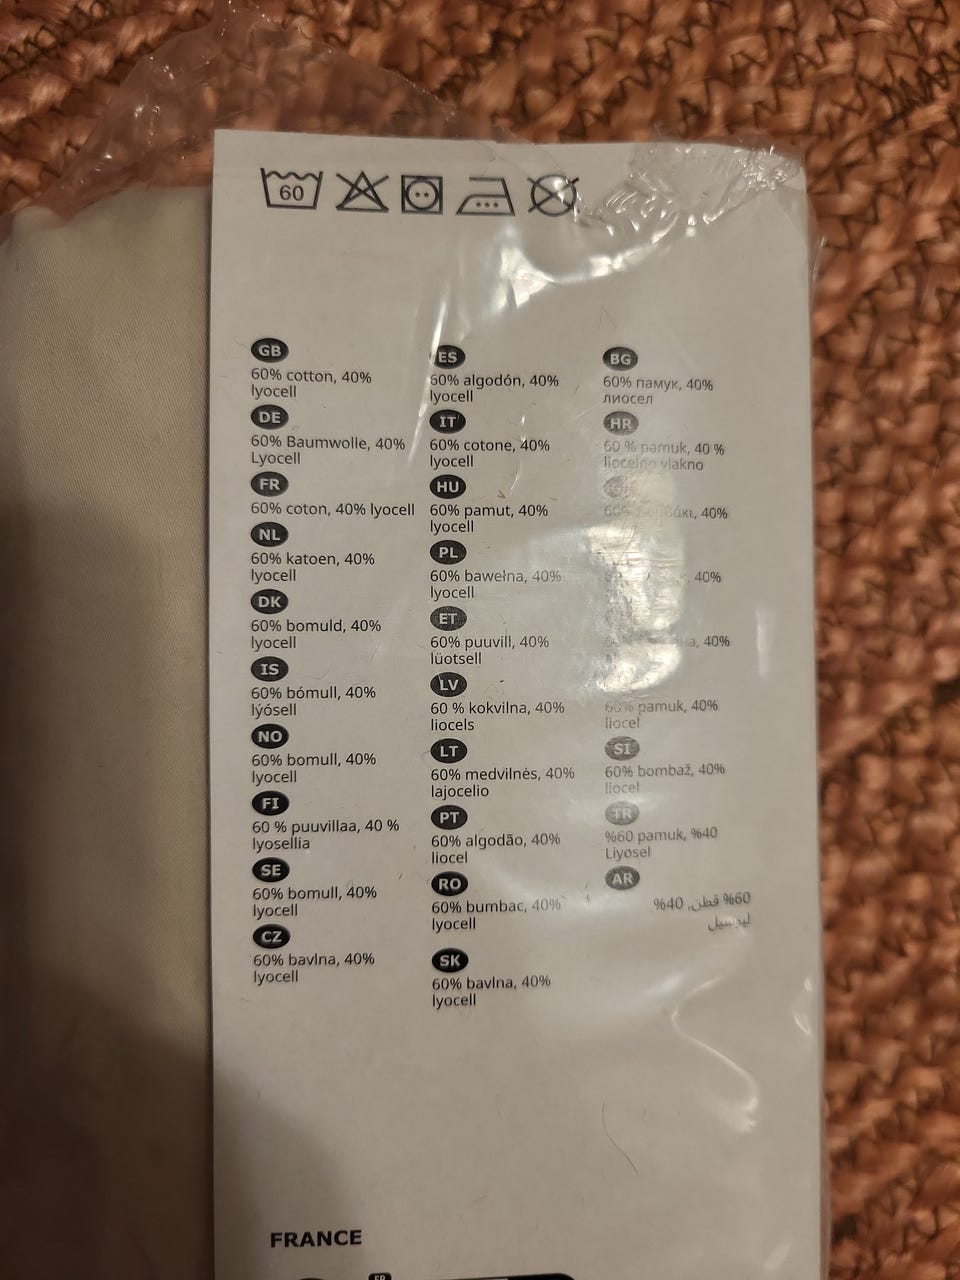 60
GB
60% cotton, 40%
lyocell
DE
60% Baumwolle, 40%
Lyocell
FR
60% coton, 40% lyocell
NL
60% katoen, 40%
lyocell
DK
60% bomuld, 40%
lyocell
IS
60% bómull, 40%
lýósell
NO
60% bomull, 40%
lyocell
FI
60 % puuvillaa, 40 %
lyosellia
SE
60% bomull, 40%
lyocell
CZ
60% bavlna, 40%
lyocell
ES
60% algodón, 40%
lyocell
IT
60% cotone, 40%
lyocell
HU
60% pamut, 40%
lyocell
PL
60% bawełna, 40%
lyocell
ET
60% puuvill, 40%
lüotsell
LV
60 % kokvilna, 40%
liocels
LT
60% medvilnės, 40%
lajocelio
PT
60% algodão, 40%
liocel
RO
60% bumbac, 40%
lyocell
SK
60% bavlna, 40%
lyocell
BG
60% памук, 40%
лиосел
HR
60 % pamuk, 40 %
liocelno vlakno
60% 40%
40%
40%
60% pamuk, 40%
liocel
SI
60% bombaž, 40%
liocel
TR
%60 pamuk, %40
Liyosel
AR
60% قطن، 40%
ليوسيل
FRANCE
FR